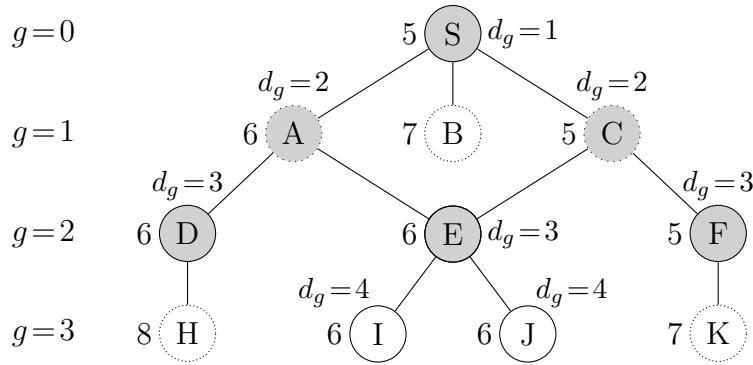 g=0 5 S d_g=1
d_g=2 d_g=2
g=1 6 A 7 B 5 C
d_g=3 d_g=3
g=2 6 D 6 E d_g=3 5 F
d_g=4 d_g=4
g=3 8 H 6 I 6 J 7 K